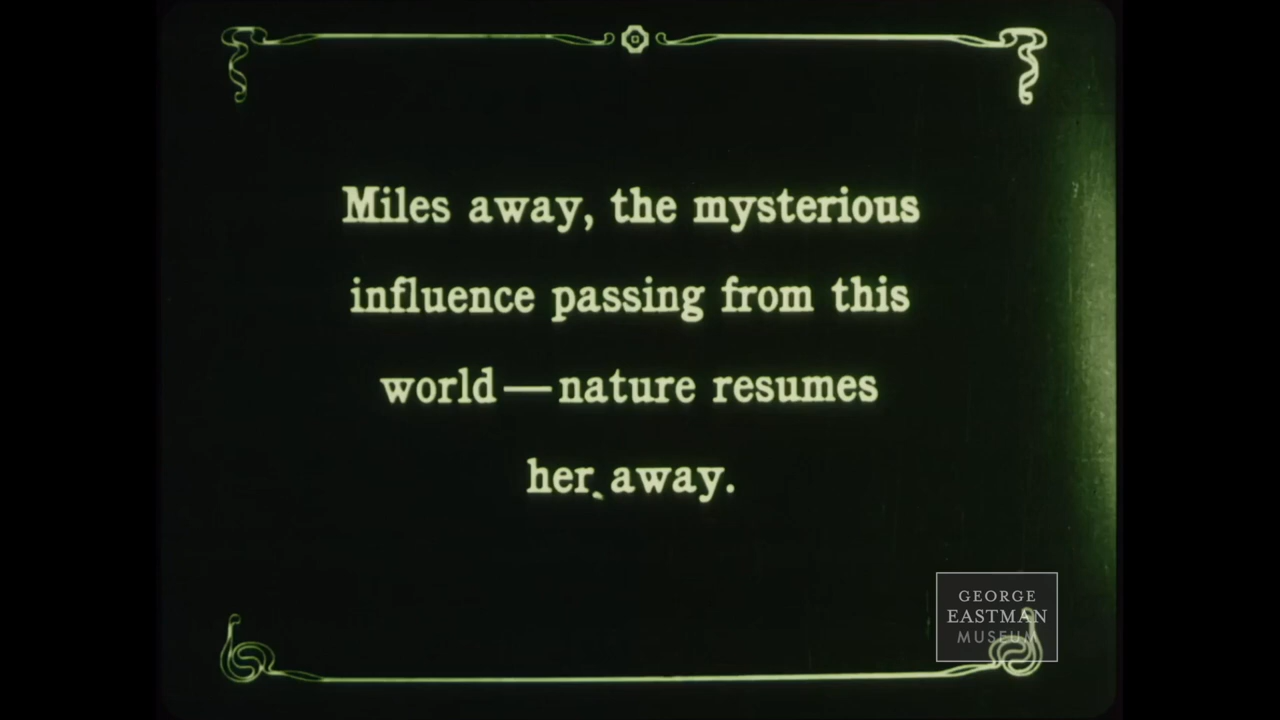 Miles away, the mysterious
influence passing from this
world — nature resumes
her away.
GEORGE
EASTMAN
MUSEUM